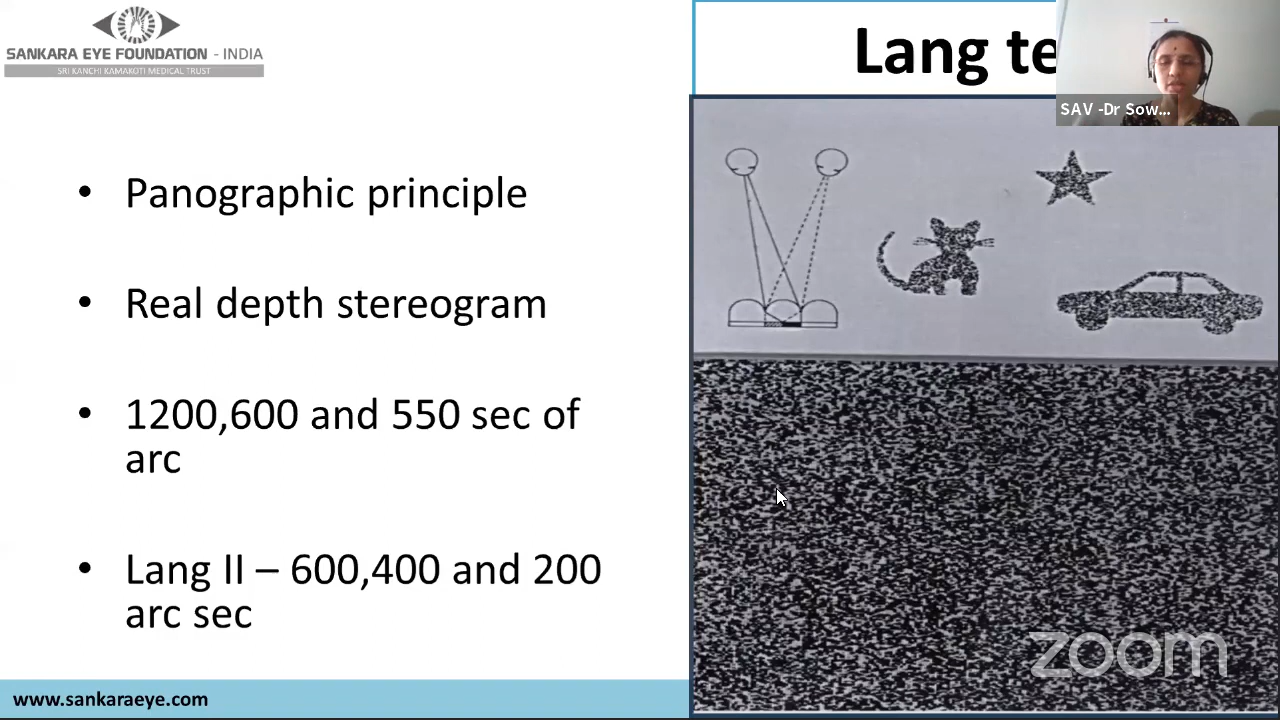 SANKARA EYE FOUNDATION - INDIA
SRI KANCHI KAMAKOTI MEDICAL TRUST
Lang te
SAV -Dr Sow...
• Panographic principle
• Real depth stereogram
• 1200,600 and 550 sec of
arc
• Lang II – 600,400 and 200
arc sec
zoom
www.sankaraeye.com